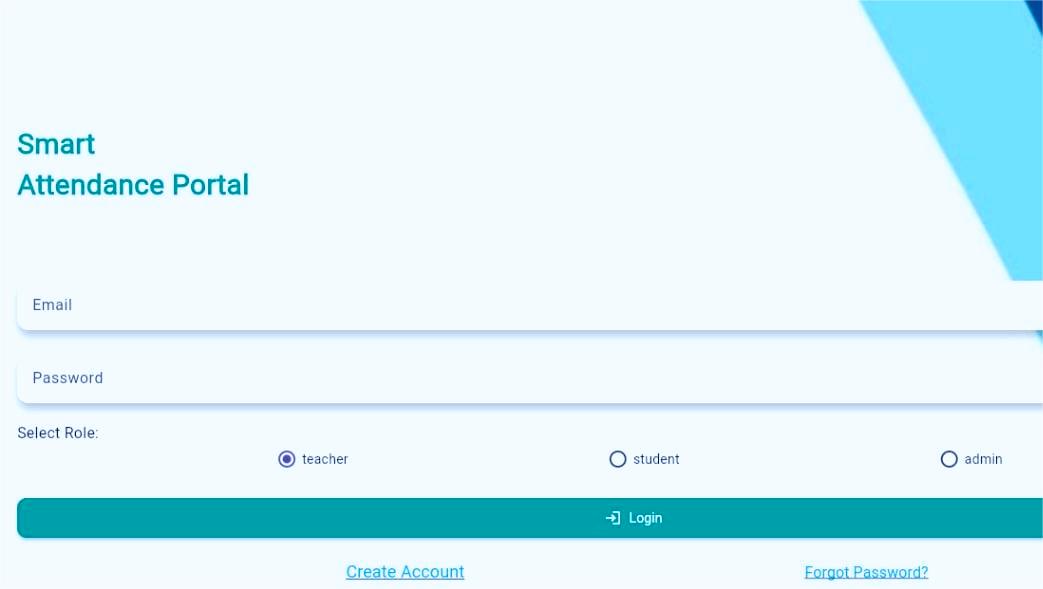 Smart
Attendance Portal
Email
Password
Select Role:
teacher student admin
Login
Create Account Forgot Password?